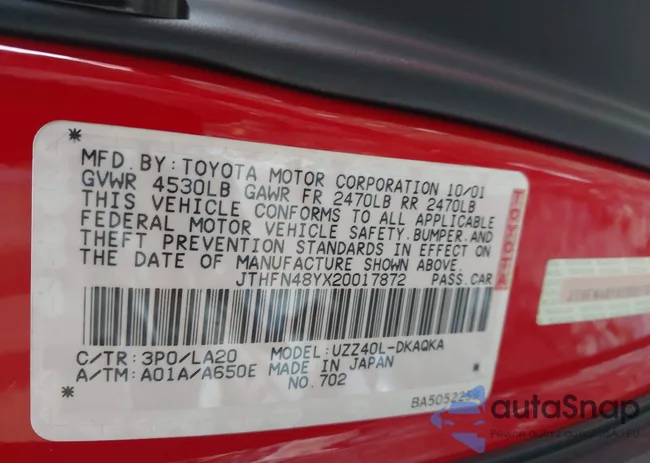 MFD. BY: TOYOTA MOTOR CORPORATION 10/01
GVWR 4530LB GAWR FR 2470LB RR 2470LB
THIS VEHICLE CONFORMS TO ALL APPLICABLE
FEDERAL MOTOR VEHICLE SAFETY.BUMPER.AND
THEFT PREVENTION STANDARDS IN EFFECT ON
THE DATE OF MANUFACTURE SHOWN ABOVE.
JTHFN48YX20017872 PASS.CAR
TOYOTA
C/TR: 3P0/LA20 MODEL: UZZ40L-DKAQKA
A/TM: A01A/A650E MADE IN JAPAN
NO. 702
autaSnap